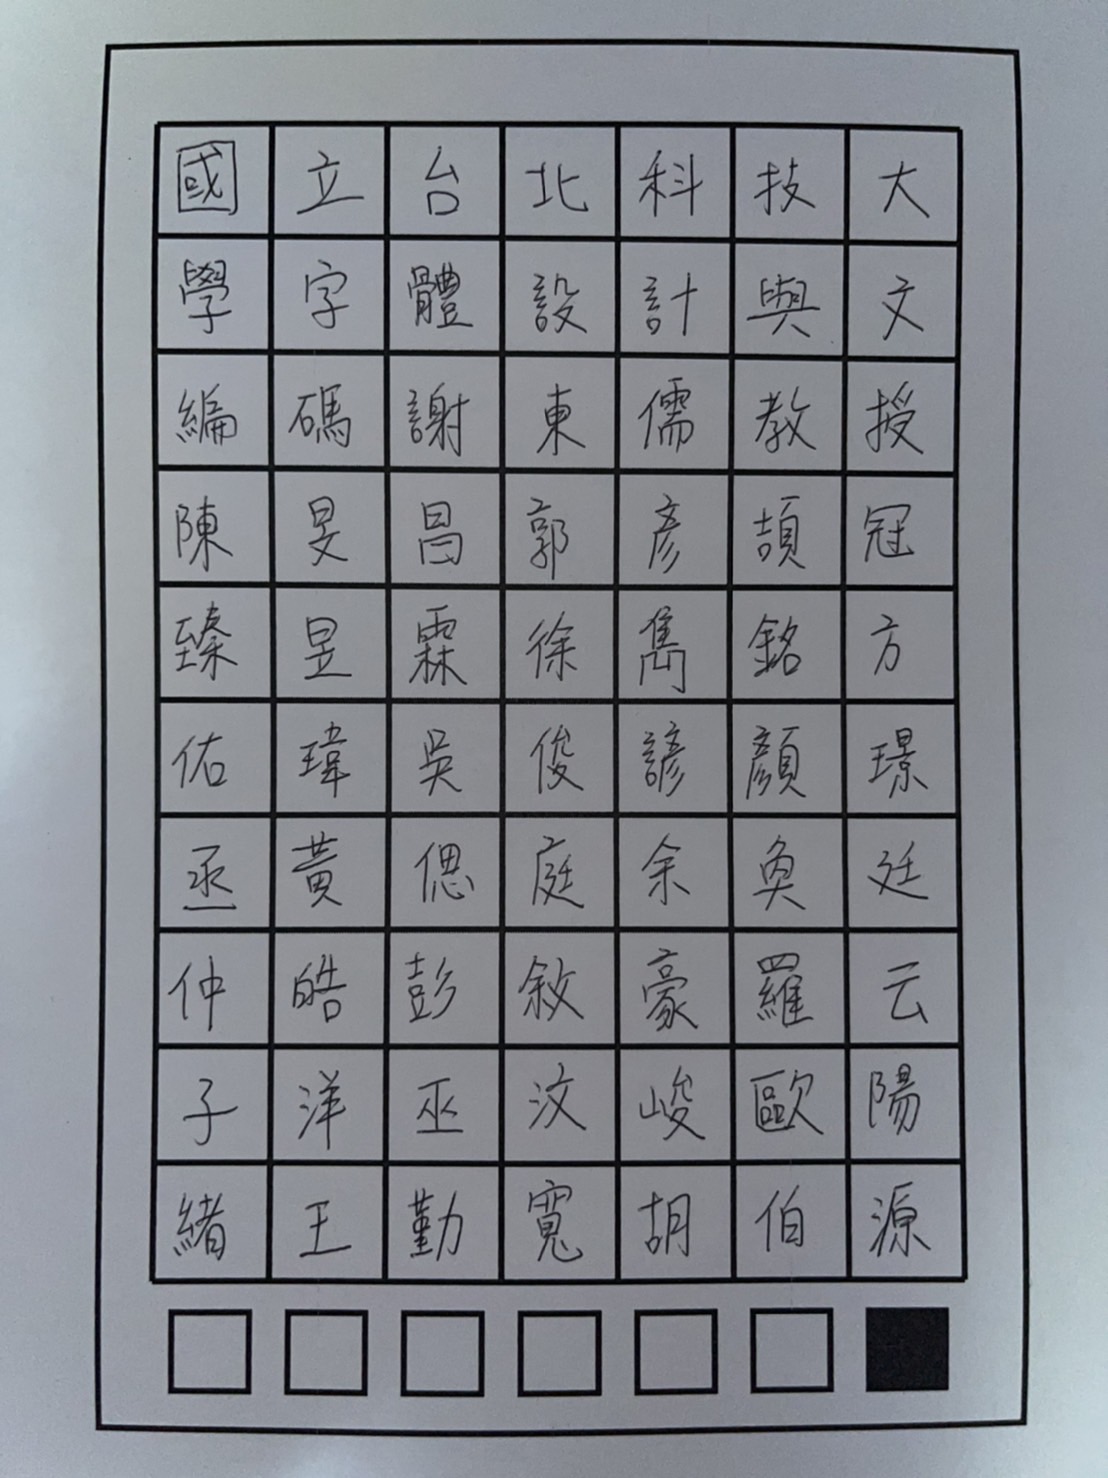 國立台北科技大
學字體設計與文
編碼謝東儒教授
陳旻昌郭彥頡冠
臻昱霖徐雋銘方
佑瑋吳俊諺顏璟
丞黃偲庭余奐廷
仲皓彭敘豪羅云
子洋巫汶峻歐陽
緒王勤寬胡伯源